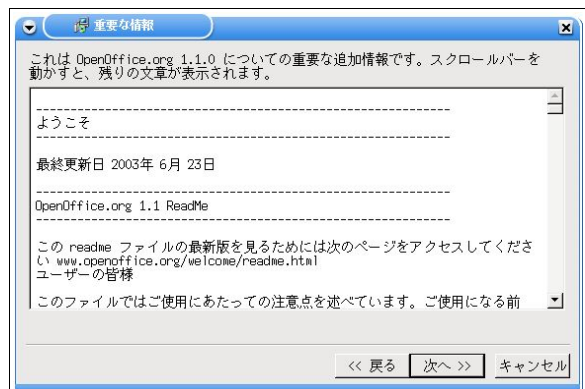 重要な情報
これは OpenOffice.org 1.1.0 についての重要な追加情報です。スクロールバーを
動かすと、残りの文章が表示されます。
--------------------------------------------------------------
ようこそ
--------------------------------------------------------------
最終更新日 2003年 6月 23日
--------------------------------------------------------------
OpenOffice.org 1.1 ReadMe
--------------------------------------------------------------
この readme ファイルの最新版を見るためには次のページをアクセスしてくださ
い www.openoffice.org/welcome/readme.html
ユーザーの皆様
このファイルではご使用にあたっての注意点を述べています。ご使用になる前
<< 戻る 次へ >> キャンセル